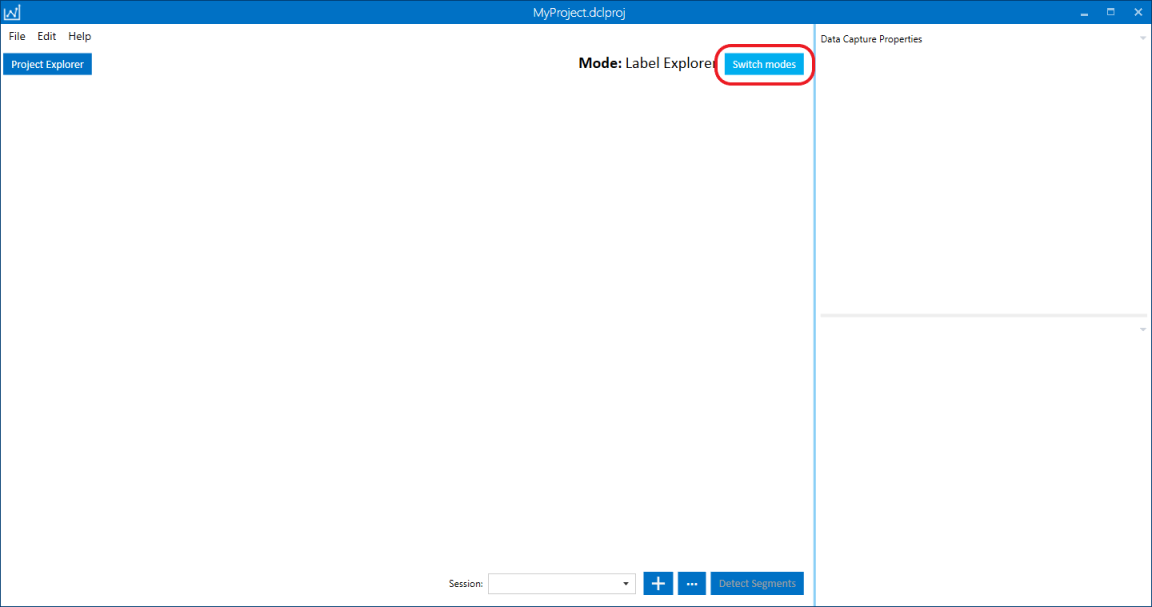 MyProject.dclproj
File Edit Help
Project Explorer
Mode: Label Explorer
Switch modes
Data Capture Properties
Session:
Detect Segments